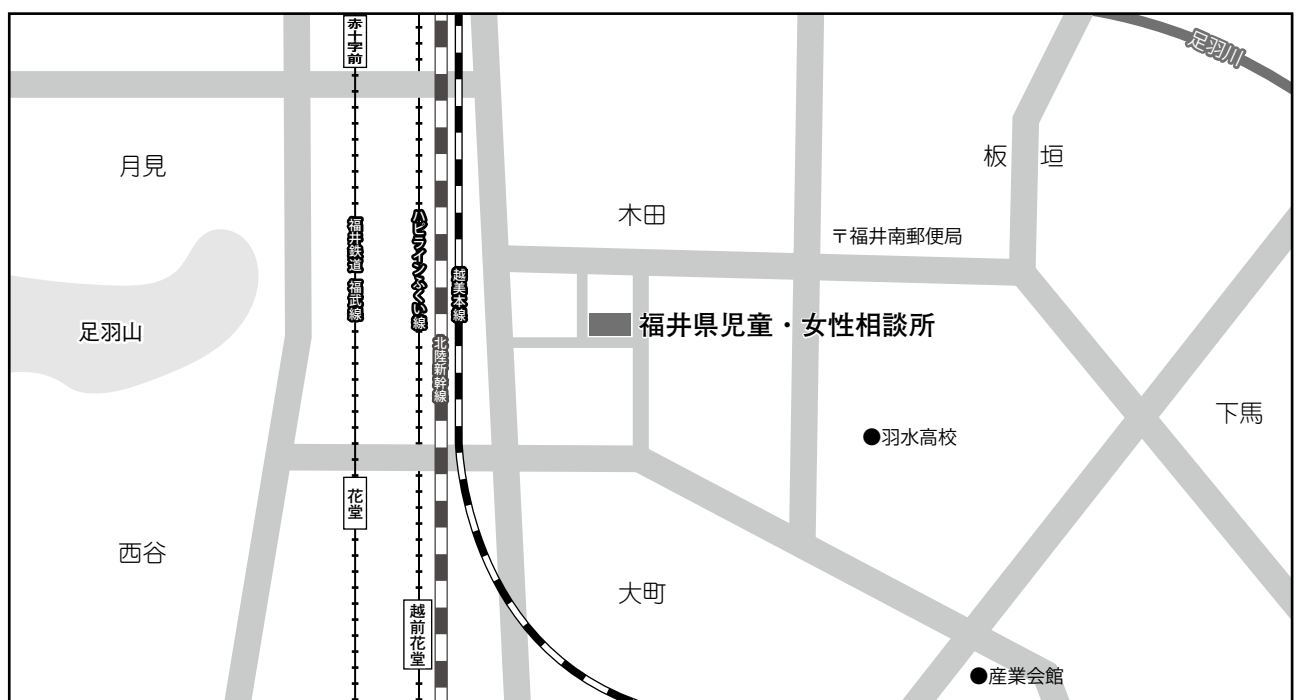 赤十字前
足羽川
月見
板垣
木田
〒福井南郵便局
福井鉄道 福武線
ハピラインふくい線
越美本線
足羽山
福井県児童・女性相談所
北陸新幹線
下馬
●羽水高校
花堂
西谷
大町
越前花堂
●産業会館